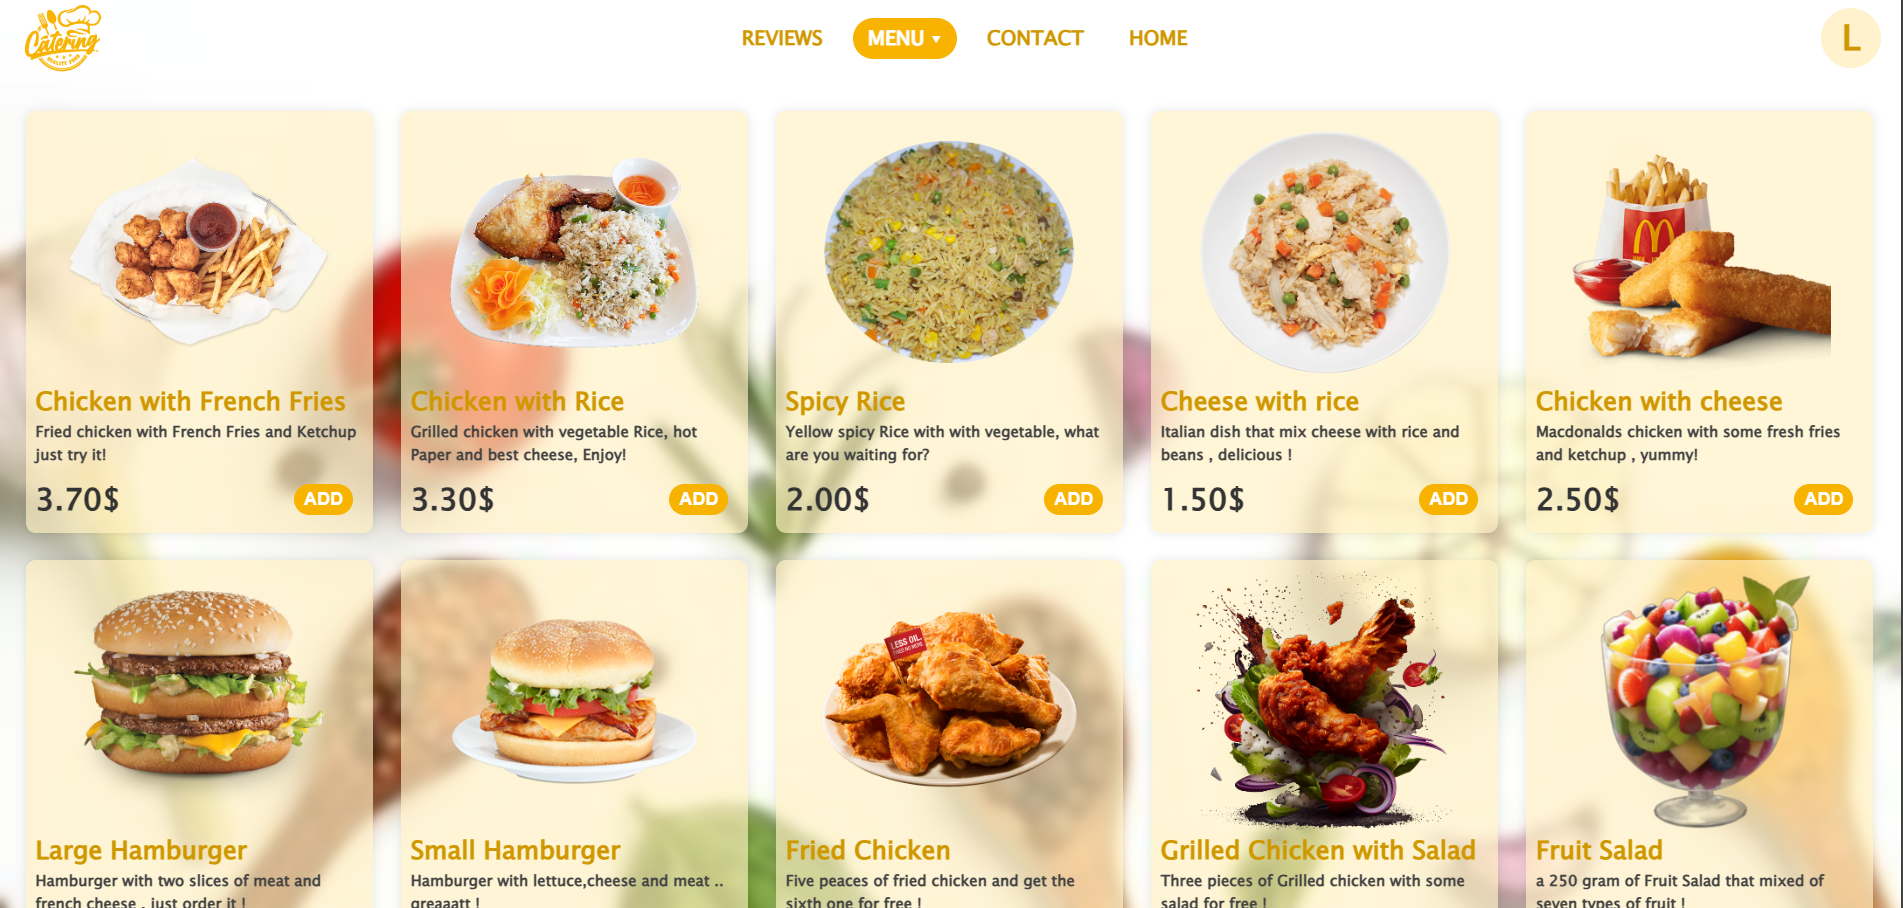 Catering
QUALITY FOOD
REVIEWS
MENU
CONTACT
HOME
L
Chicken with French Fries
Fried chicken with French Fries and Ketchup
just try it!
3.70$
ADD
Chicken with Rice
Grilled chicken with vegetable Rice, hot
Paper and best cheese, Enjoy!
3.30$
ADD
Spicy Rice
Yellow spicy Rice with with vegetable, what
are you waiting for?
2.00$
ADD
Cheese with rice
Italian dish that mix cheese with rice and
beans , delicious !
1.50$
ADD
Chicken with cheese
Macdonalds chicken with some fresh fries
and ketchup , yummy!
2.50$
ADD
Large Hamburger
Hamburger with two slices of meat and
french cheese , just order it !
Small Hamburger
Hamburger with lettuce,cheese and meat ..
greaaatt !
LESS OIL.
Fried Chicken
Five peaces of fried chicken and get the
sixth one for free !
Grilled Chicken with Salad
Three pieces of Grilled chicken with some
salad for free !
Fruit Salad
a 250 gram of Fruit Salad that mixed of
seven types of fruit !